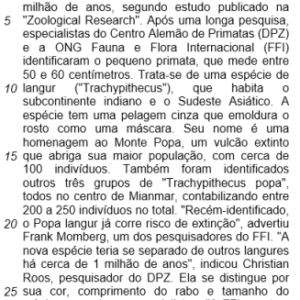 milhão de anos, segundo estudo publicado na
5 "Zoological Research". Após uma longa pesquisa,
especialistas do Centro Alemão de Primatas (DPZ)
e a ONG Fauna e Flora Internacional (FFI)
identificaram o pequeno primata, que mede entre
50 e 60 centímetros. Trata-se de uma espécie de
10 langur ("Trachypithecus"), que habita o
subcontinente indiano e o Sudeste Asiático. A
espécie tem uma pelagem cinza que emoldura o
rosto como uma máscara. Seu nome é uma
homenagem ao Monte Popa, um vulcão extinto
15 que abriga sua maior população, com cerca de
100 indivíduos. Também foram identificados
outros três grupos de "Trachypithecus popa",
todos no centro de Mianmar, contabilizando entre
200 a 250 indivíduos no total. "Recém-identificado,
20 o Popa langur já corre risco de extinção", advertiu
Frank Momberg, um dos pesquisadores do FFI. "A
nova espécie teria se separado de outros langures
há cerca de 1 milhão de anos", indicou Christian
Roos, pesquisador do DPZ. Ela se distingue por
25 sua cor, comprimento do rabo e tamanho do